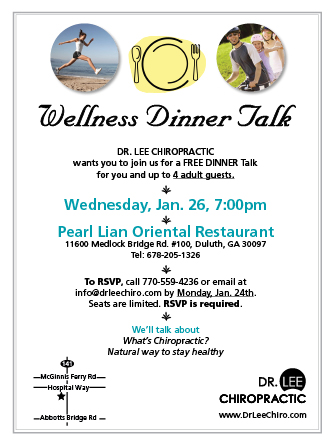 Wellness Dinner Talk
DR. LEE CHIROPRACTIC
wants you to join us for a FREE DINNER Talk
for you and up to 4 adult guests.
Wednesday, Jan. 26, 7:00pm
Pearl Lian Oriental Restaurant
11600 Medlock Bridge Rd. #100, Duluth, GA 30097
Tel: 678-205-1326
To RSVP, call 770-559-4236 or email at
info@drleechiro.com by Monday, Jan. 24th.
Seats are limited. RSVP is required.
We'll talk about
What's Chiropractic?
Natural way to stay healthy
141
McGinnis Ferry Rd
Hospital Way
Abbotts Bridge Rd
DR. LEE
CHIROPRACTIC
www.DrLeeChiro.com